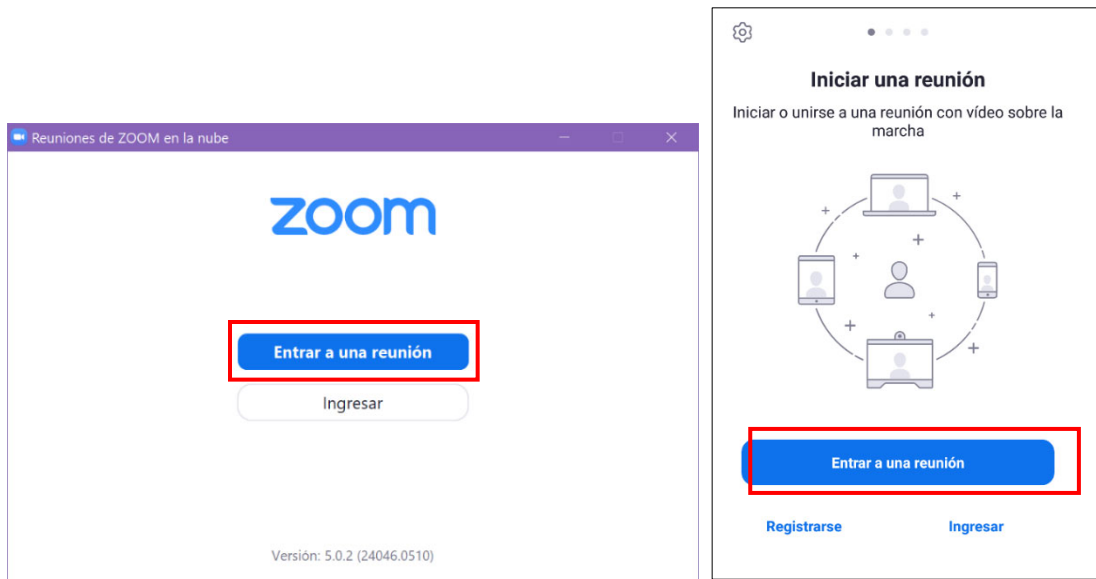 Reuniones de ZOOM en la nube
zoom
Entrar a una reunión
Ingresar
Versión: 5.0.2 (24046.0510)
Iniciar una reunión
Iniciar o unirse a una reunión con vídeo sobre la
marcha
Entrar a una reunión
Registrarse
Ingresar